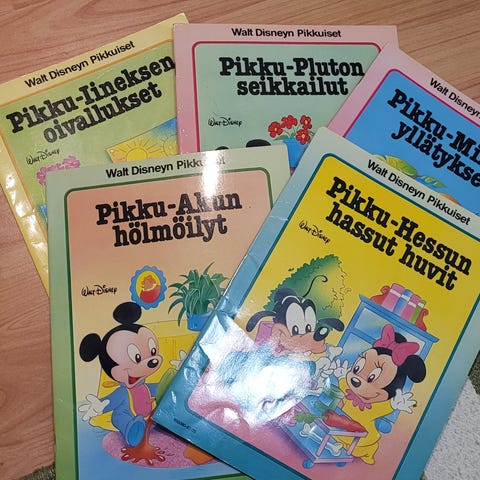 Walt Disneyn Pikkuiset
Pikku-Iineksen
oivallukset
Walt Disney
Walt Disneyn Pikkuiset
Pikku-Pluton
seikkailut
Walt Disney
Walt Disneyn
Pikku-Mi
yllätykse
Walt Disney
Walt Disneyn Pikkuiset
Pikku-Akun
hölmöilyt
Walt Disney
Walt Disneyn Pikkuiset
Pikku-Hessun
hassut huvit
Walt Disney